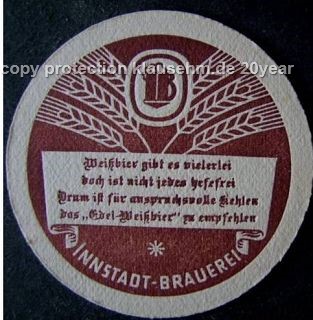 copy protection klausehm.de 20year
Weißbier gibt es vielerlei
doch ist nicht jedes hefefrei
Drum ist für anspruchsvolle Kehlen
das „Edel-Weißbier" zu empfehlen
INNSTADT-BRAUEREI